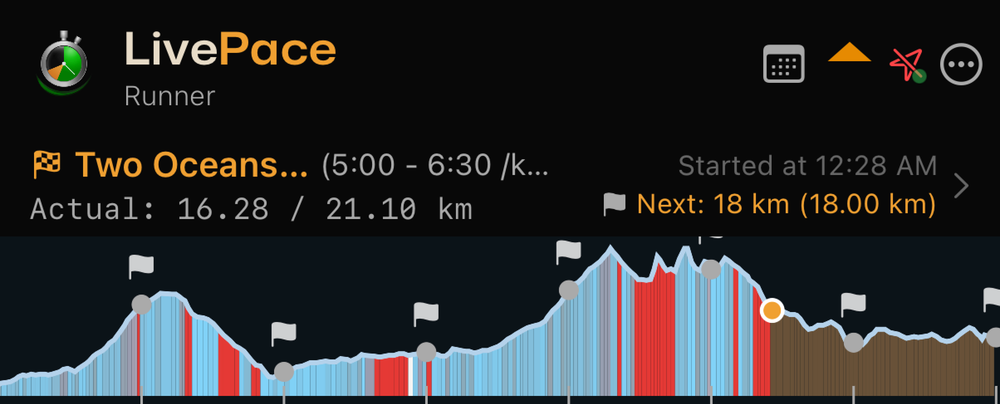 LivePace
Runner
Two Oceans... (5:00 - 6:30 /k...
Started at 12:28 AM
Actual: 16.28 / 21.10 km
Next: 18 km (18.00 km)